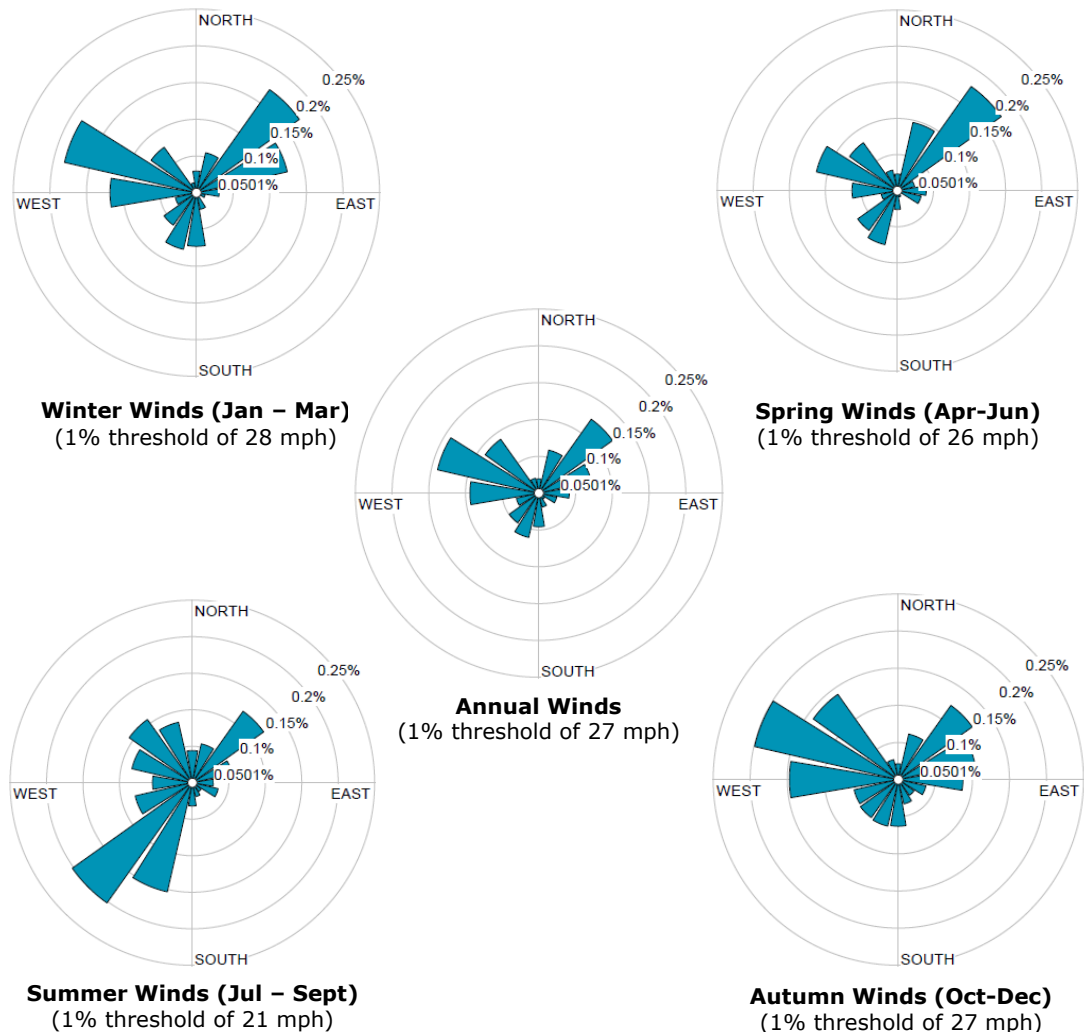 NORTH
0.25%
0.2%
0.15%
0.1%
0.0501%
WEST
EAST
SOUTH
Winter Winds (Jan – Mar)
(1% threshold of 28 mph)
NORTH
0.25%
0.2%
0.15%
0.1%
0.0501%
WEST
EAST
SOUTH
Spring Winds (Apr-Jun)
(1% threshold of 26 mph)
NORTH
0.25%
0.2%
0.15%
0.1%
0.0501%
WEST
EAST
SOUTH
Annual Winds
(1% threshold of 27 mph)
NORTH
0.25%
0.2%
0.15%
0.1%
0.0501%
WEST
EAST
SOUTH
Summer Winds (Jul – Sept)
(1% threshold of 21 mph)
NORTH
0.25%
0.2%
0.15%
0.1%
0.0501%
WEST
EAST
SOUTH
Autumn Winds (Oct-Dec)
(1% threshold of 27 mph)